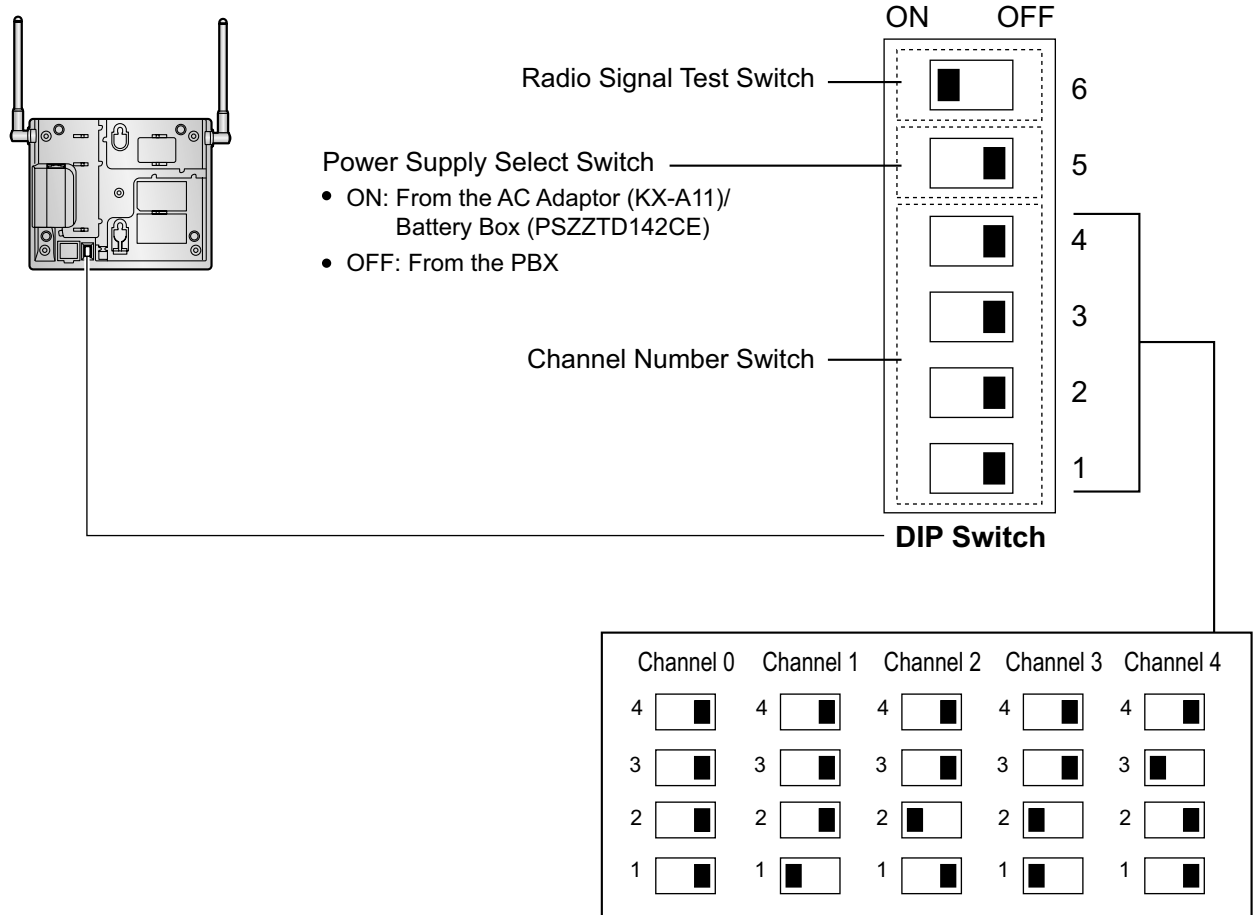 ON OFF
Radio Signal Test Switch
6
Power Supply Select Switch
5
• ON: From the AC Adaptor (KX-A11)/
Battery Box (PSZZTD142CE)
• OFF: From the PBX
4
3
Channel Number Switch
2
1
DIP Switch
Channel 0 Channel 1 Channel 2 Channel 3 Channel 4
4 4 4 4 4
3 3 3 3 3
2 2 2 2 2
1 1 1 1 1